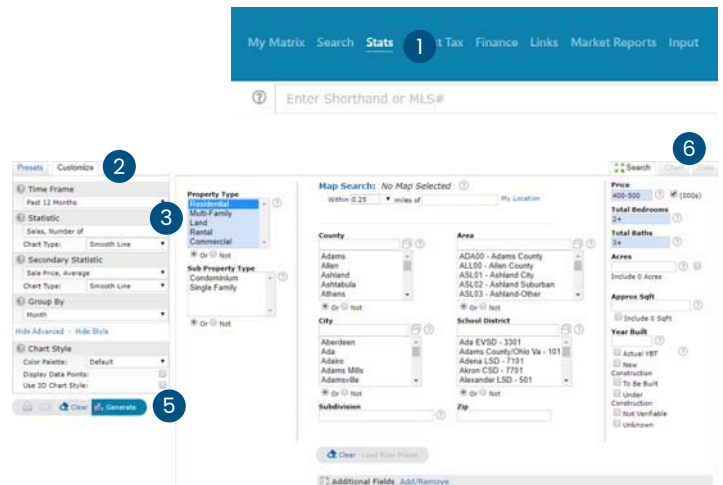 My Matrix Search Stats 1 t Tax Finance Links Market Reports Input
Enter Shorthand or MLS#
Presets Customize 2
Time Frame
Past 12 Months
3
Statistic
Sales, Number of
Chart Type: Smooth Line
Secondary Statistic
Sale Price, Average
Chart Type: Smooth Line
Group By
Month
Hide Advanced - Hide Style
Chart Style
Color Palette: Default
Display Data Points:
Use 3D Chart Style:
Clear Generate 5
Property Type
Residential
Multi-Family
Land
Rental
Commercial
Or Not
Sub Property Type
Condominium
Single Family
Or Not
Map Search: No Map Selected
Within 0.25 miles of My Location
County
Adams
Allen
Ashland
Ashtabula
Athens
Or Not
Area
ADA00 - Adams County
ALL00 - Allen County
ASL01 - Ashland City
ASL02 - Ashland Suburban
ASL03 - Ashland-Other
Or Not
City
Aberdeen
Ada
Adairo
Adams Mills
Adamsville
Or Not
School District
Ada EVSD - 3301
Adams County/Ohio Va - 101
Adena LSD - 7101
Akron CSD - 7701
Alexander LSD - 501
Or Not
Subdivision
Zip
Clear Load from Preset
Additional Fields Add/Remove
6
Search Chart Data
Price
400-500 (000s)
Total Bedrooms
2+
Total Baths
3+
Acres
Include 0 Acres
Approx Sqft
Include 0 SqFt
Year Built
Actual YBT
New
Construction
To Be Built
Under
Construction
Not Verifiable
Unknown